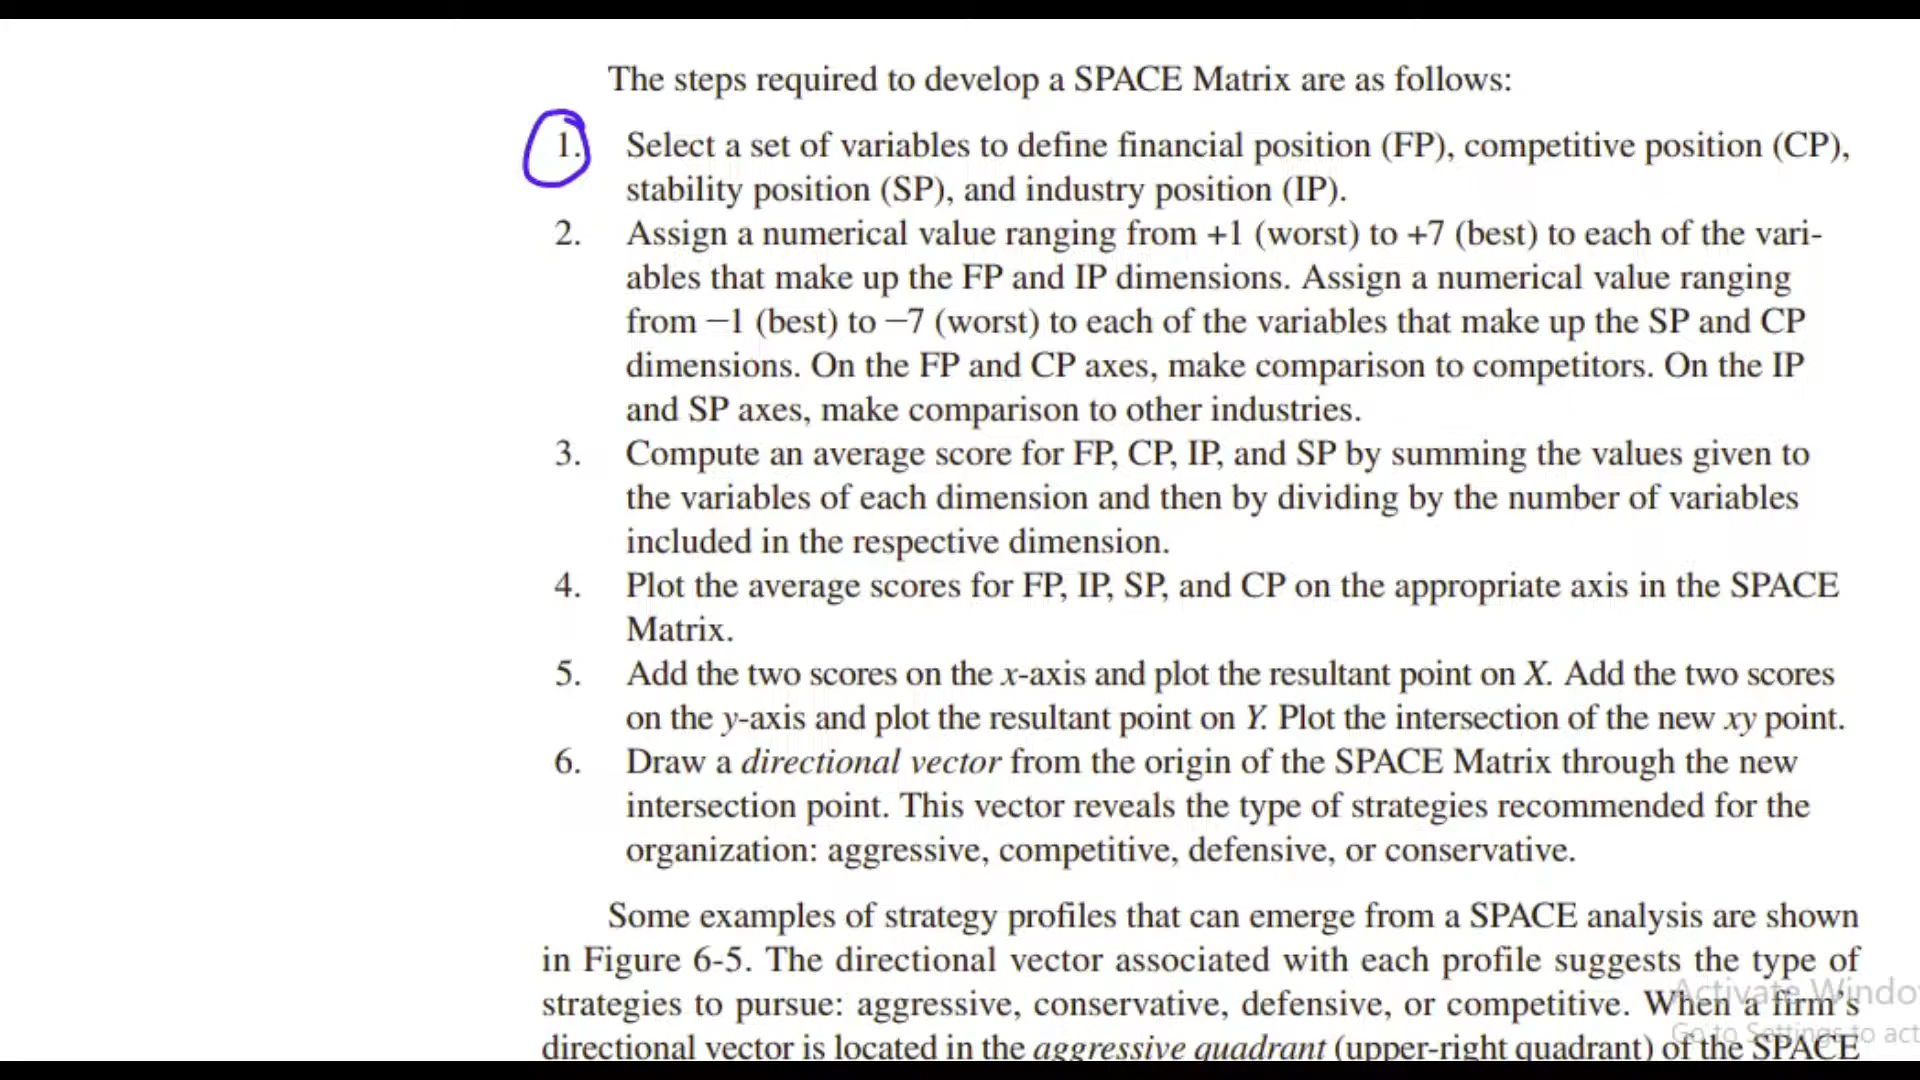 The steps required to develop a SPACE Matrix are as follows:
1. Select a set of variables to define financial position (FP), competitive position (CP),
stability position (SP), and industry position (IP).
2. Assign a numerical value ranging from +1 (worst) to +7 (best) to each of the vari-
ables that make up the FP and IP dimensions. Assign a numerical value ranging
from −1 (best) to −7 (worst) to each of the variables that make up the SP and CP
dimensions. On the FP and CP axes, make comparison to competitors. On the IP
and SP axes, make comparison to other industries.
3. Compute an average score for FP, CP, IP, and SP by summing the values given to
the variables of each dimension and then by dividing by the number of variables
included in the respective dimension.
4. Plot the average scores for FP, IP, SP, and CP on the appropriate axis in the SPACE
Matrix.
5. Add the two scores on the x-axis and plot the resultant point on X. Add the two scores
on the y-axis and plot the resultant point on Y. Plot the intersection of the new xy point.
6. Draw a directional vector from the origin of the SPACE Matrix through the new
intersection point. This vector reveals the type of strategies recommended for the
organization: aggressive, competitive, defensive, or conservative.
Some examples of strategy profiles that can emerge from a SPACE analysis are shown
in Figure 6-5. The directional vector associated with each profile suggests the type of
strategies to pursue: aggressive, conservative, defensive, or competitive. When a firm's
directional vector is located in the aggressive quadrant (upper-right quadrant) of the SPACE
Activate Windo
Go to Settings to act